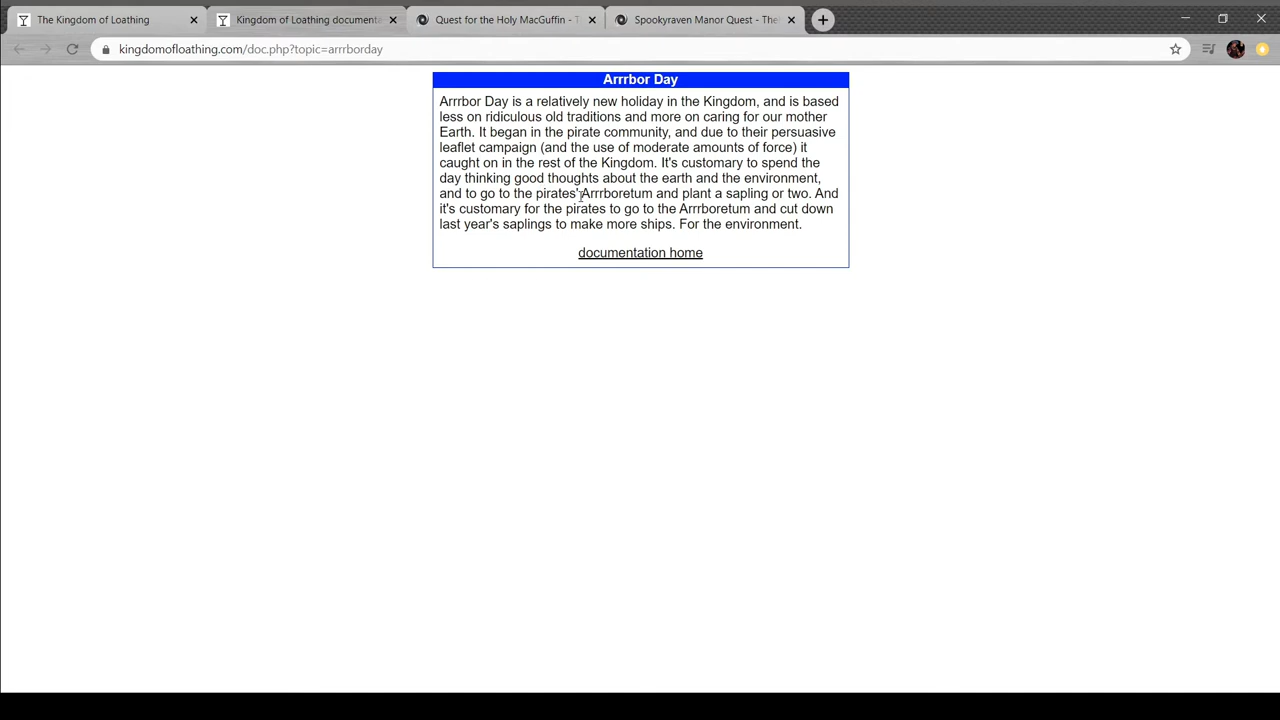 The Kingdom of Loathing
Kingdom of Loathing documenta
Quest for the Holy MacGuffin - T
Spookyraven Manor Quest - The
kingdomofloathing.com/doc.php?topic=arrrborday
Arrrbor Day
Arrrbor Day is a relatively new holiday in the Kingdom, and is based
less on ridiculous old traditions and more on caring for our mother
Earth. It began in the pirate community, and due to their persuasive
leaflet campaign (and the use of moderate amounts of force) it
caught on in the rest of the Kingdom. It's customary to spend the
day thinking good thoughts about the earth and the environment,
and to go to the pirates' Arrrboretum and plant a sapling or two. And
it's customary for the pirates to go to the Arrrboretum and cut down
last year's saplings to make more ships. For the environment.
documentation home